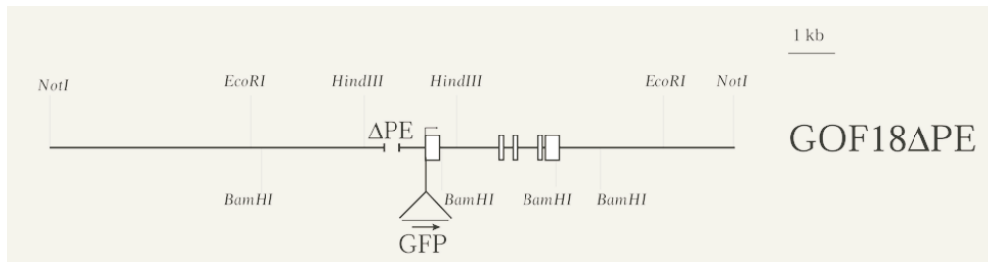 1 kb
NotI EcoRI HindIII HindIII EcoRI NotI
ΔPE
GOF18ΔPE
BamHI BamHI BamHI BamHI
GFP